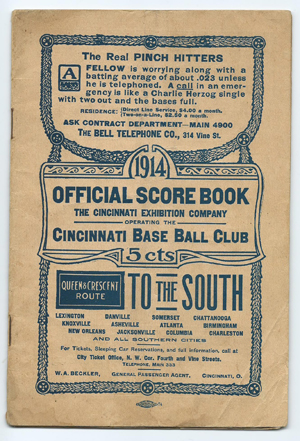 The Real PINCH HITTERS
A FELLOW is worrying along with a
batting average of about .023 unless
he is telephoned. A call in an emer-
gency is like a Charlie Herzog single
with two out and the bases full.
RESIDENCE: (Direct Line Service, $4.00 a month.
(Two-on-a-Line, $2.50 a month.
ASK CONTRACT DEPARTMENT—MAIN 4900
THE BELL TELEPHONE CO., 314 Vine St.
1914
OFFICIAL SCORE BOOK
THE CINCINNATI EXHIBITION COMPANY
OPERATING THE
CINCINNATI BASE BALL CLUB
5 cts
QUEEN & CRESCENT
ROUTE
TO THE SOUTH
LEXINGTON DANVILLE SOMERSET CHATTANOOGA
KNOXVILLE ASHEVILLE ATLANTA BIRMINGHAM
NEW ORLEANS JACKSONVILLE COLUMBIA CHARLESTON
AND ALL SOUTHERN CITIES
For Tickets, Sleeping Car Reservations, and full information, call at
City Ticket Office, N. W. Cor. Fourth and Vine Streets.
TELEPHONE, MAIN 533
W. A. BECKLER, GENERAL PASSENGER AGENT, CINCINNATI, O.